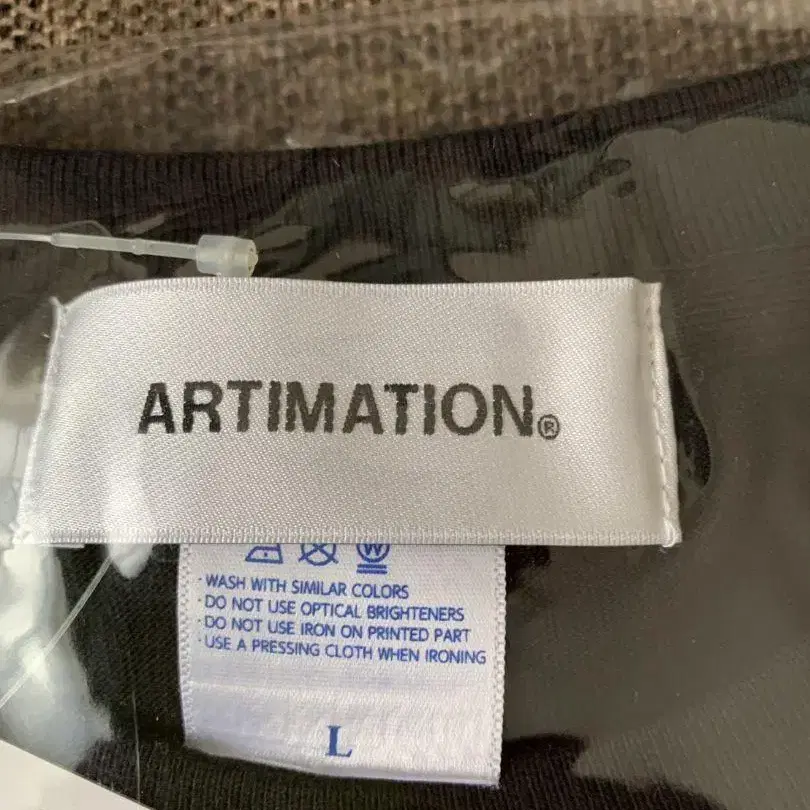 ARTIMATION®
W
· WASH WITH SIMILAR COLORS
· DO NOT USE OPTICAL BRIGHTENERS
· DO NOT USE IRON ON PRINTED PART
· USE A PRESSING CLOTH WHEN IRONING
L